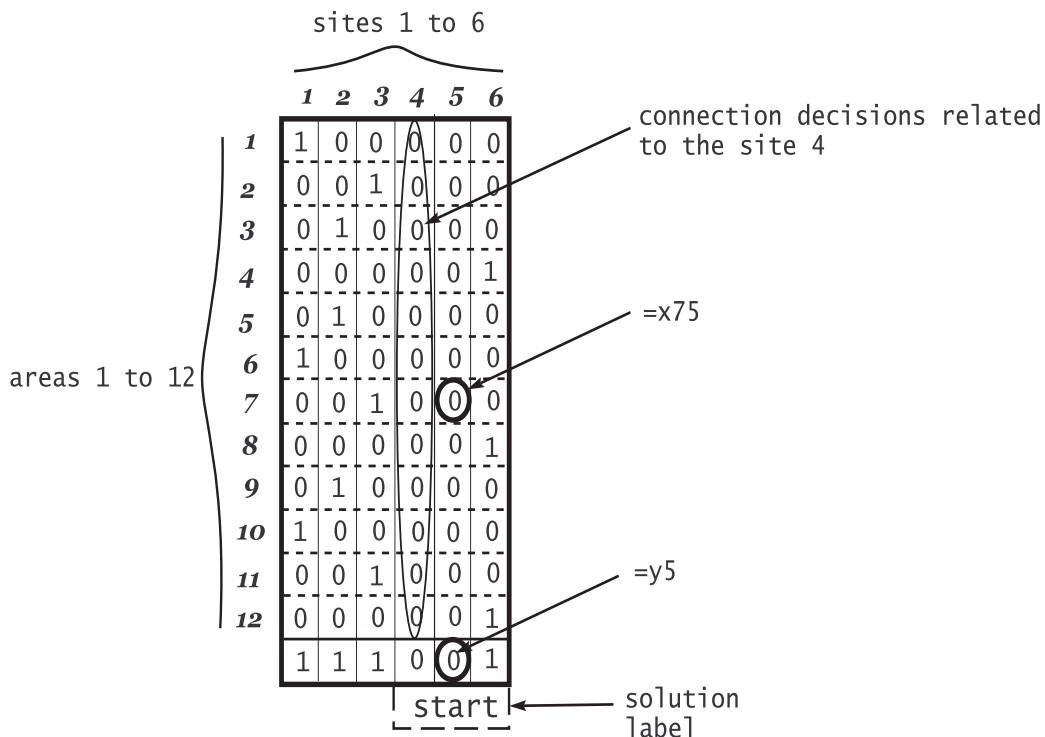 sites 1 to 6
1 2 3 4 5 6
connection decisions related
to the site 4
1 1 0 0 0 0 0
2 0 0 1 0 0 0
3 0 1 0 0 0 0
4 0 0 0 0 0 1
5 0 1 0 0 0 0
=x75
6 1 0 0 0 0 0
areas 1 to 12
7 0 0 1 0 0 0
8 0 0 0 0 0 1
9 0 1 0 0 0 0
10 1 0 0 0 0 0
11 0 0 1 0 0 0
=y5
12 0 0 0 0 0 1
1 1 1 0 0 1
start
solution
label